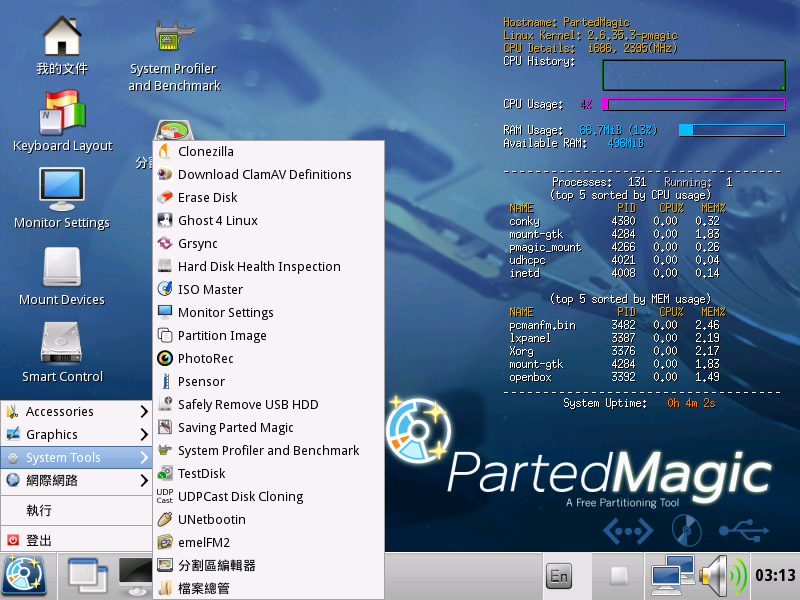 我的文件
System Profiler
and Benchmark
Keyboard Layout
Monitor Settings
Mount Devices
Smart Control
Hostname: PartedMagic
Linux Kernel: 2.6.35.3-pmagic
CPU Details: i686, 2395(MHz)
CPU History:
CPU Usage: 4%
RAM Usage: 66.7MiB (13%)
Available RAM: 496MiB
Processes: 131 Running: 1
(top 5 sorted by CPU usage)
NAME PID CPU% MEM%
conky 4380 0.00 0.32
mount-gtk 4284 0.00 1.83
pmagic_mount 4266 0.00 0.26
udhcpc 4021 0.00 0.04
inetd 4008 0.00 0.14
(top 5 sorted by MEM usage)
NAME PID CPU% MEM%
pcmanfm.bin 3482 0.00 2.46
lxpanel 3387 0.00 2.19
Xorg 3376 0.00 2.17
mount-gtk 4284 0.00 1.83
openbox 3392 0.00 1.49
System Uptime: 0h 4m 2s
分
Clonezilla
Download ClamAV Definitions
Erase Disk
Ghost 4 Linux
Grsync
Hard Disk Health Inspection
ISO Master
Monitor Settings
Partition Image
PhotoRec
Psensor
Safely Remove USB HDD
Saving Parted Magic
System Profiler and Benchmark
TestDisk
UDP
Cast
UDPCast Disk Cloning
UNetbootin
emelFM2
分割區編輯器
檔案總管
Accessories
Graphics
System Tools
網際網路
執行
登出
PartedMagic
A Free Partitioning Tool
En
03:13